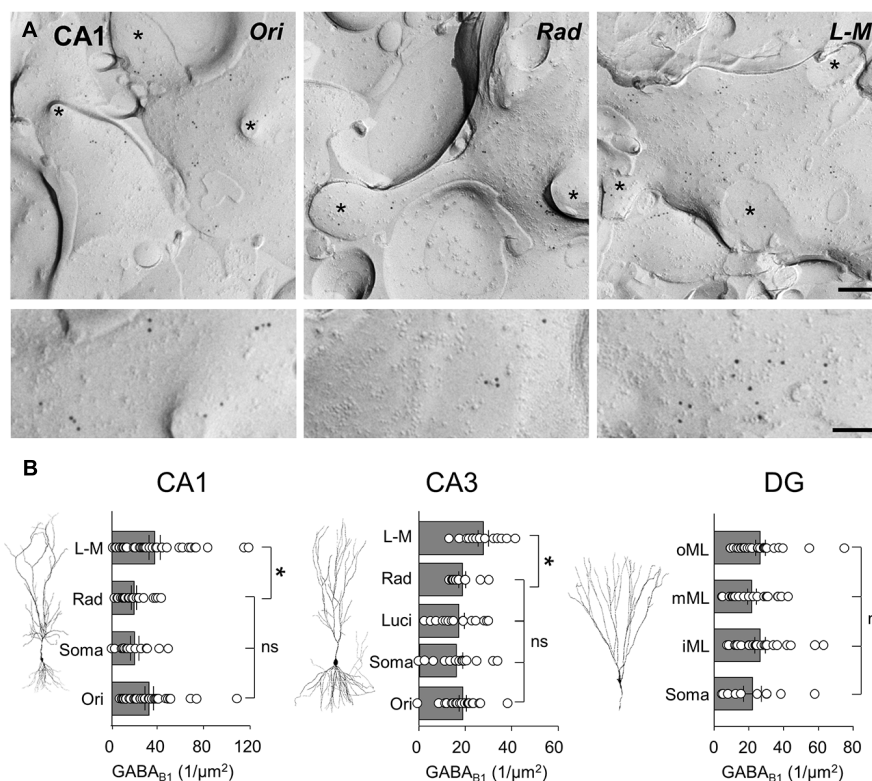 A
CA1
Ori
*
*
*
Rad
*
*
L-M
*
*
*
B
CA1
L-M
Rad
Soma
Ori
*
ns
0 40 80 120
GABAB1 (1/µm²)
CA3
L-M
Rad
Luci
Soma
Ori
*
ns
0 20 40 60
GABAB1 (1/µm²)
DG
oML
mML
iML
Soma
0 20 40 60 80
GABAB1 (1/µm²)